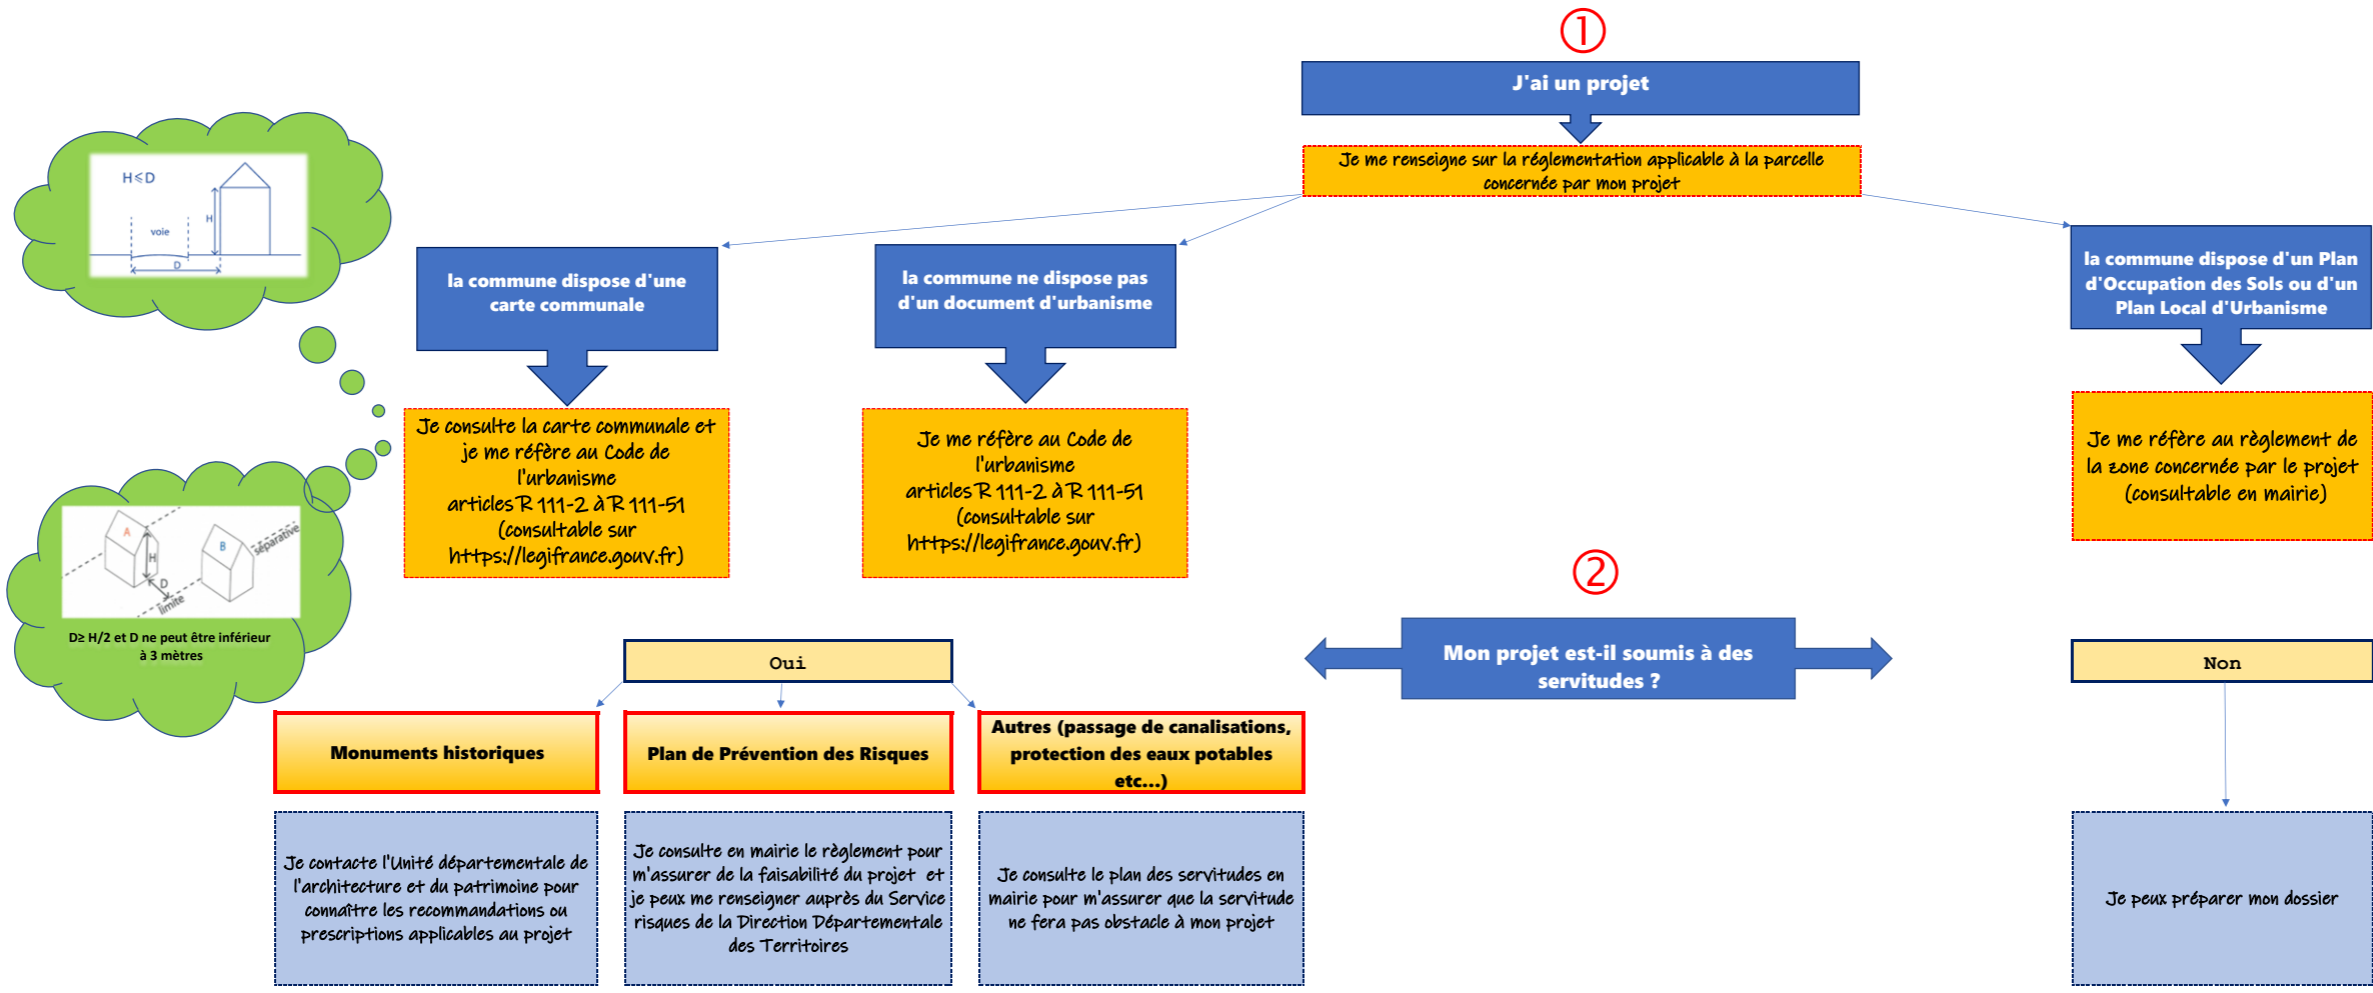 ①
J'ai un projet
Je me renseigne sur la réglementation applicable à la parcelle
concernée par mon projet
H⩽D
H
voie
D
la commune dispose d'une
carte communale
la commune ne dispose pas
d'un document d'urbanisme
la commune dispose d'un Plan
d'Occupation des Sols ou d'un
Plan Local d'Urbanisme
Je consulte la carte communale et
je me réfère au Code de
l'urbanisme
articles R 111-2 à R 111-51
(consultable sur
https://legifrance.gouv.fr)
Je me réfère au Code de
l'urbanisme
articles R 111-2 à R 111-51
(consultable sur
https://legifrance.gouv.fr)
Je me réfère au règlement de
la zone concernée par le projet
(consultable en mairie)
A
B
séparative
H
D
limite
D≥ H/2 et D ne peut être inférieur
à 3 mètres
②
Mon projet est-il soumis à des
servitudes ?
Oui
Non
Monuments historiques
Plan de Prévention des Risques
Autres (passage de canalisations,
protection des eaux potables
etc...)
Je contacte l'Unité départementale de
l'architecture et du patrimoine pour
connaître les recommandations ou
prescriptions applicables au projet
Je consulte en mairie le règlement pour
m'assurer de la faisabilité du projet et
je peux me renseigner auprès du Service
risques de la Direction Départementale
des Territoires
Je consulte le plan des servitudes en
mairie pour m'assurer que la servitude
ne fera pas obstacle à mon projet
Je peux préparer mon dossier